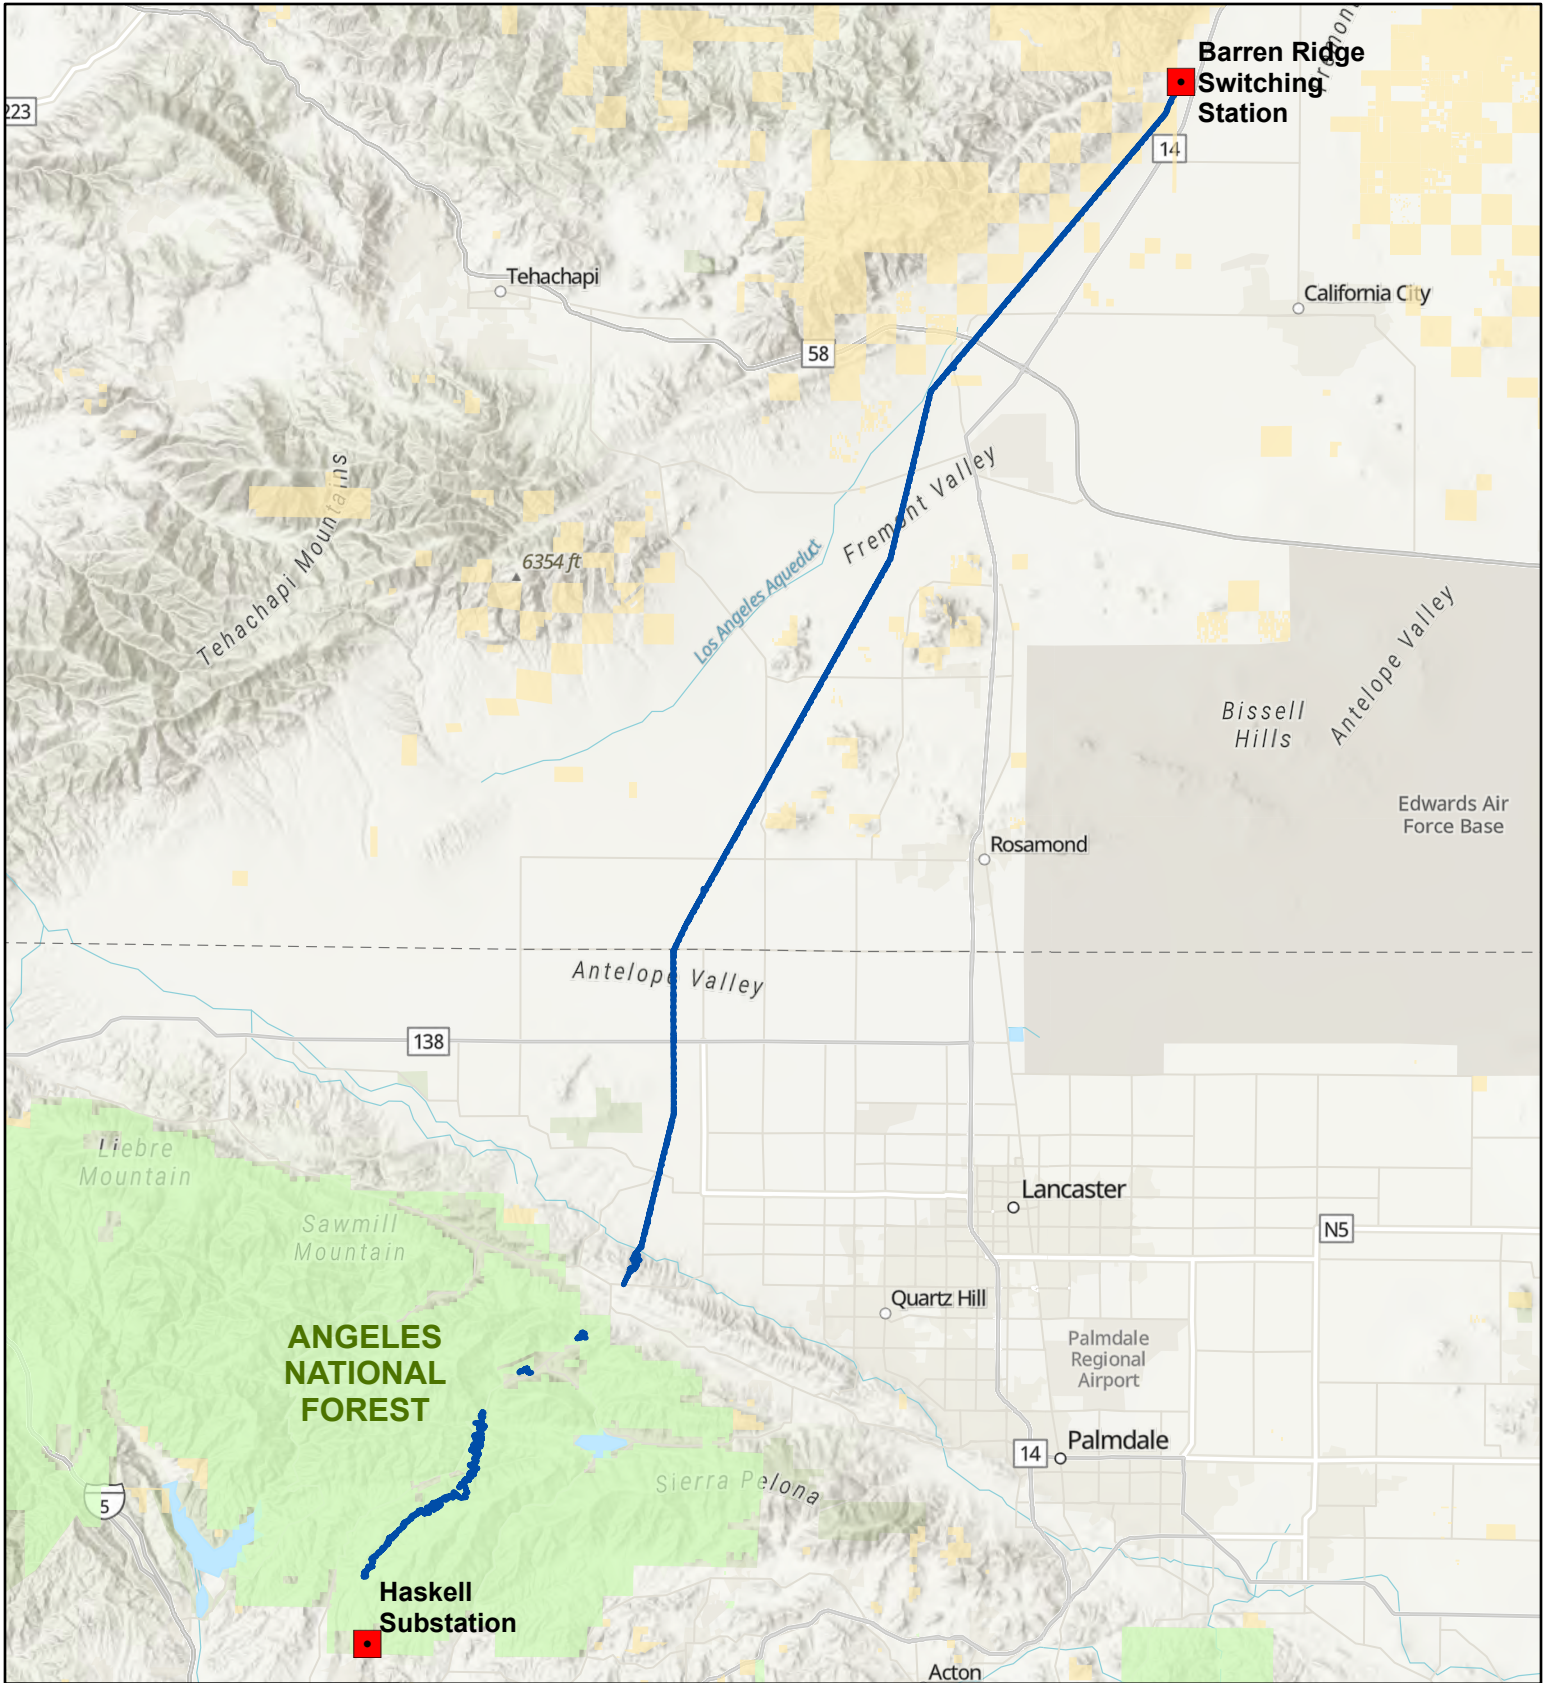 Barren Ridge
Switching
Station
Fremont
223
14
Tehachapi
California City
58
Tehachapi Mountains
6354 ft
Los Angeles Aqueduct
Fremont Valley
Antelope Valley
Bissell
Hills
Edwards Air
Force Base
Rosamond
Antelope Valley
138
Liebre
Mountain
Sawmill
Mountain
Lancaster
N5
Quartz Hill
ANGELES
NATIONAL
FOREST
Palmdale
Regional
Airport
14
Palmdale
Sierra Pelona
5
Haskell
Substation
Acton